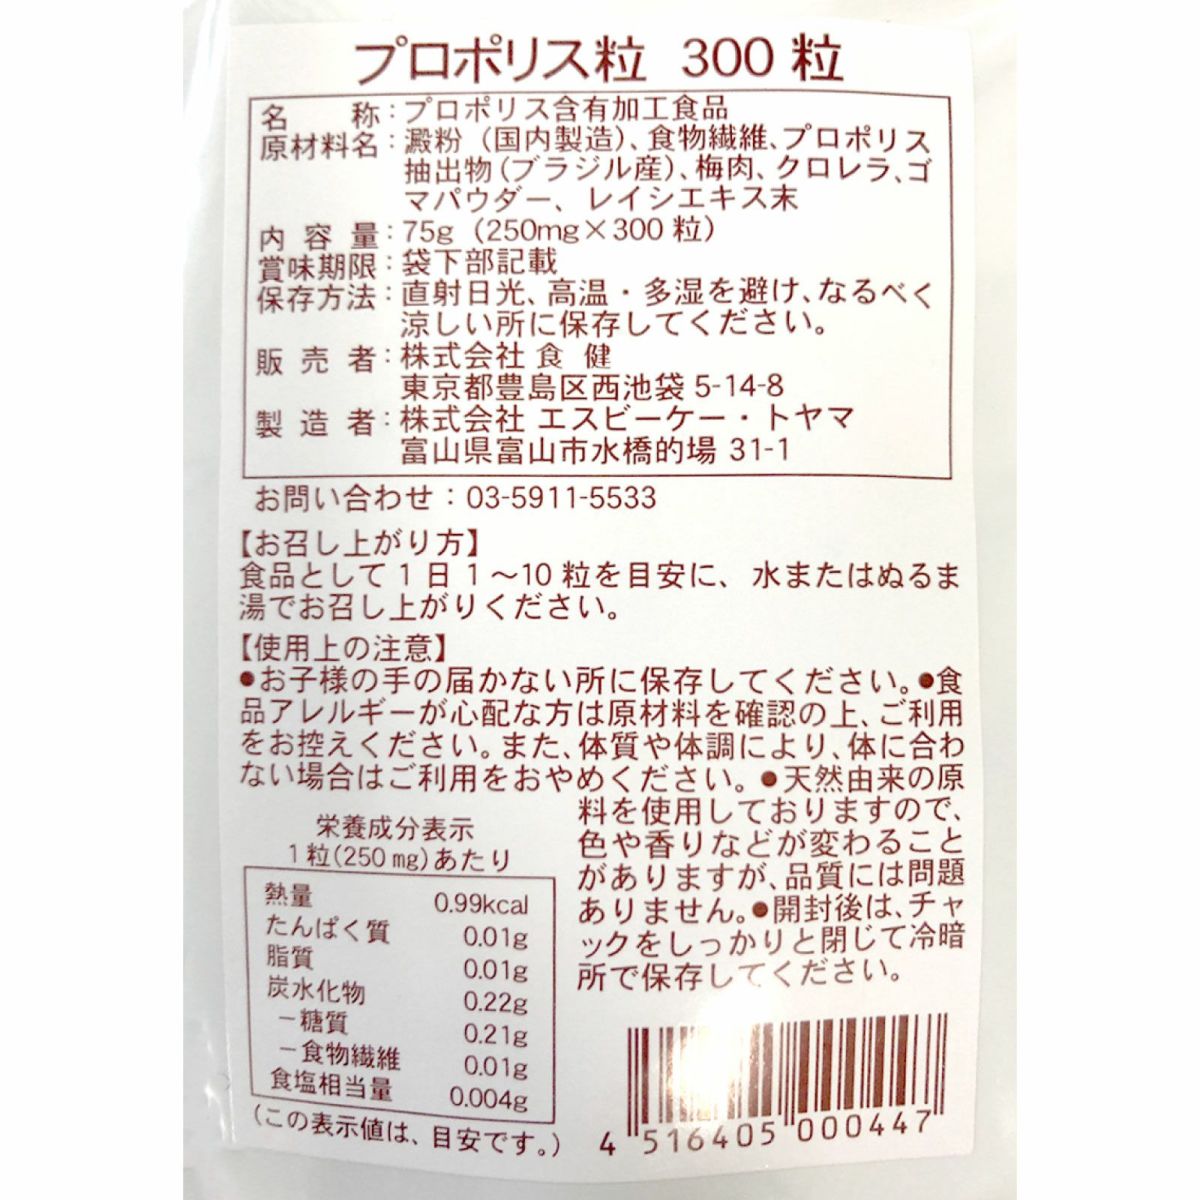 プロポリス粒 300粒
名称：プロポリス含有加工食品
原材料名：澱粉（国内製造）、食物繊維、プロポリス
抽出物（ブラジル産）、梅肉、クロレラ、ゴ
マパウダー、レイシエキス末
内容量：75g（250mg×300粒）
賞味期限：袋下部記載
保存方法：直射日光、高温・多湿を避け、なるべく
涼しい所に保存してください。
販売者：株式会社 食 健
東京都豊島区西池袋 5-14-8
製造者：株式会社 エスビーケー・トヤマ
富山県富山市水橋的場 31-1
お問い合わせ：03-5911-5533
【お召し上がり方】
食品として1日1〜10粒を目安に、水またはぬるま
湯でお召し上がりください。
【使用上の注意】
●お子様の手の届かない所に保存してください。●食
品アレルギーが心配な方は原材料を確認の上、ご利用
をお控えください。また、体質や体調により、体に合わ
ない場合はご利用をおやめください。●天然由来の原
料を使用しておりますので、
色や香りなどが変わること
がありますが、品質には問題
ありません。●開封後は、チャ
ックをしっかりと閉じて冷暗
所で保存してください。
栄養成分表示
1粒(250㎎)あたり
熱量 0.99kcal
たんぱく質 0.01g
脂質 0.01g
炭水化物 0.22g
－糖質 0.21g
－食物繊維 0.01g
食塩相当量 0.004g
（この表示値は、目安です。）
4 516405 000447